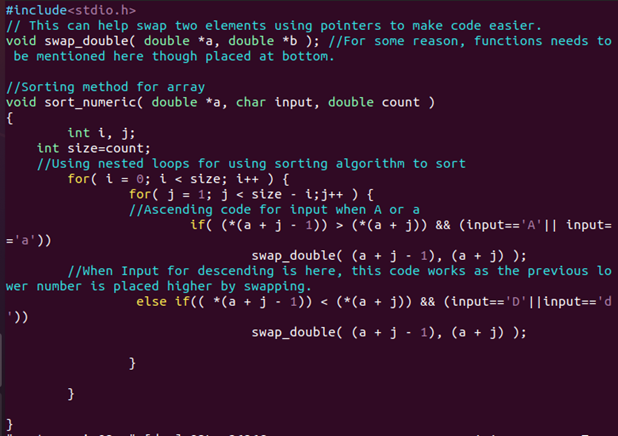 #include<stdio.h>
// This can help swap two elements using pointers to make code easier.
void swap_double( double *a, double *b ); //For some reason, functions needs to
 be mentioned here though placed at bottom.
//Sorting method for array
void sort_numeric( double *a, char input, double count )
{
        int i, j;
    int size=count;
    //Using nested loops for using sorting algorithm to sort
        for( i = 0; i < size; i++ ) {
                for( j = 1; j < size - i;j++ ) {
                //Ascending code for input when A or a
                        if( (*(a + j - 1)) > (*(a + j)) && (input=='A'|| input=
='a'))
                                swap_double( (a + j - 1), (a + j) );
        //When Input for descending is here, this code works as the previous lo
wer number is placed higher by swapping.
                 else if(( *(a + j - 1)) < (*(a + j)) && (input=='D'||input=='d
'))
                                swap_double( (a + j - 1), (a + j) );
                }
        }
}